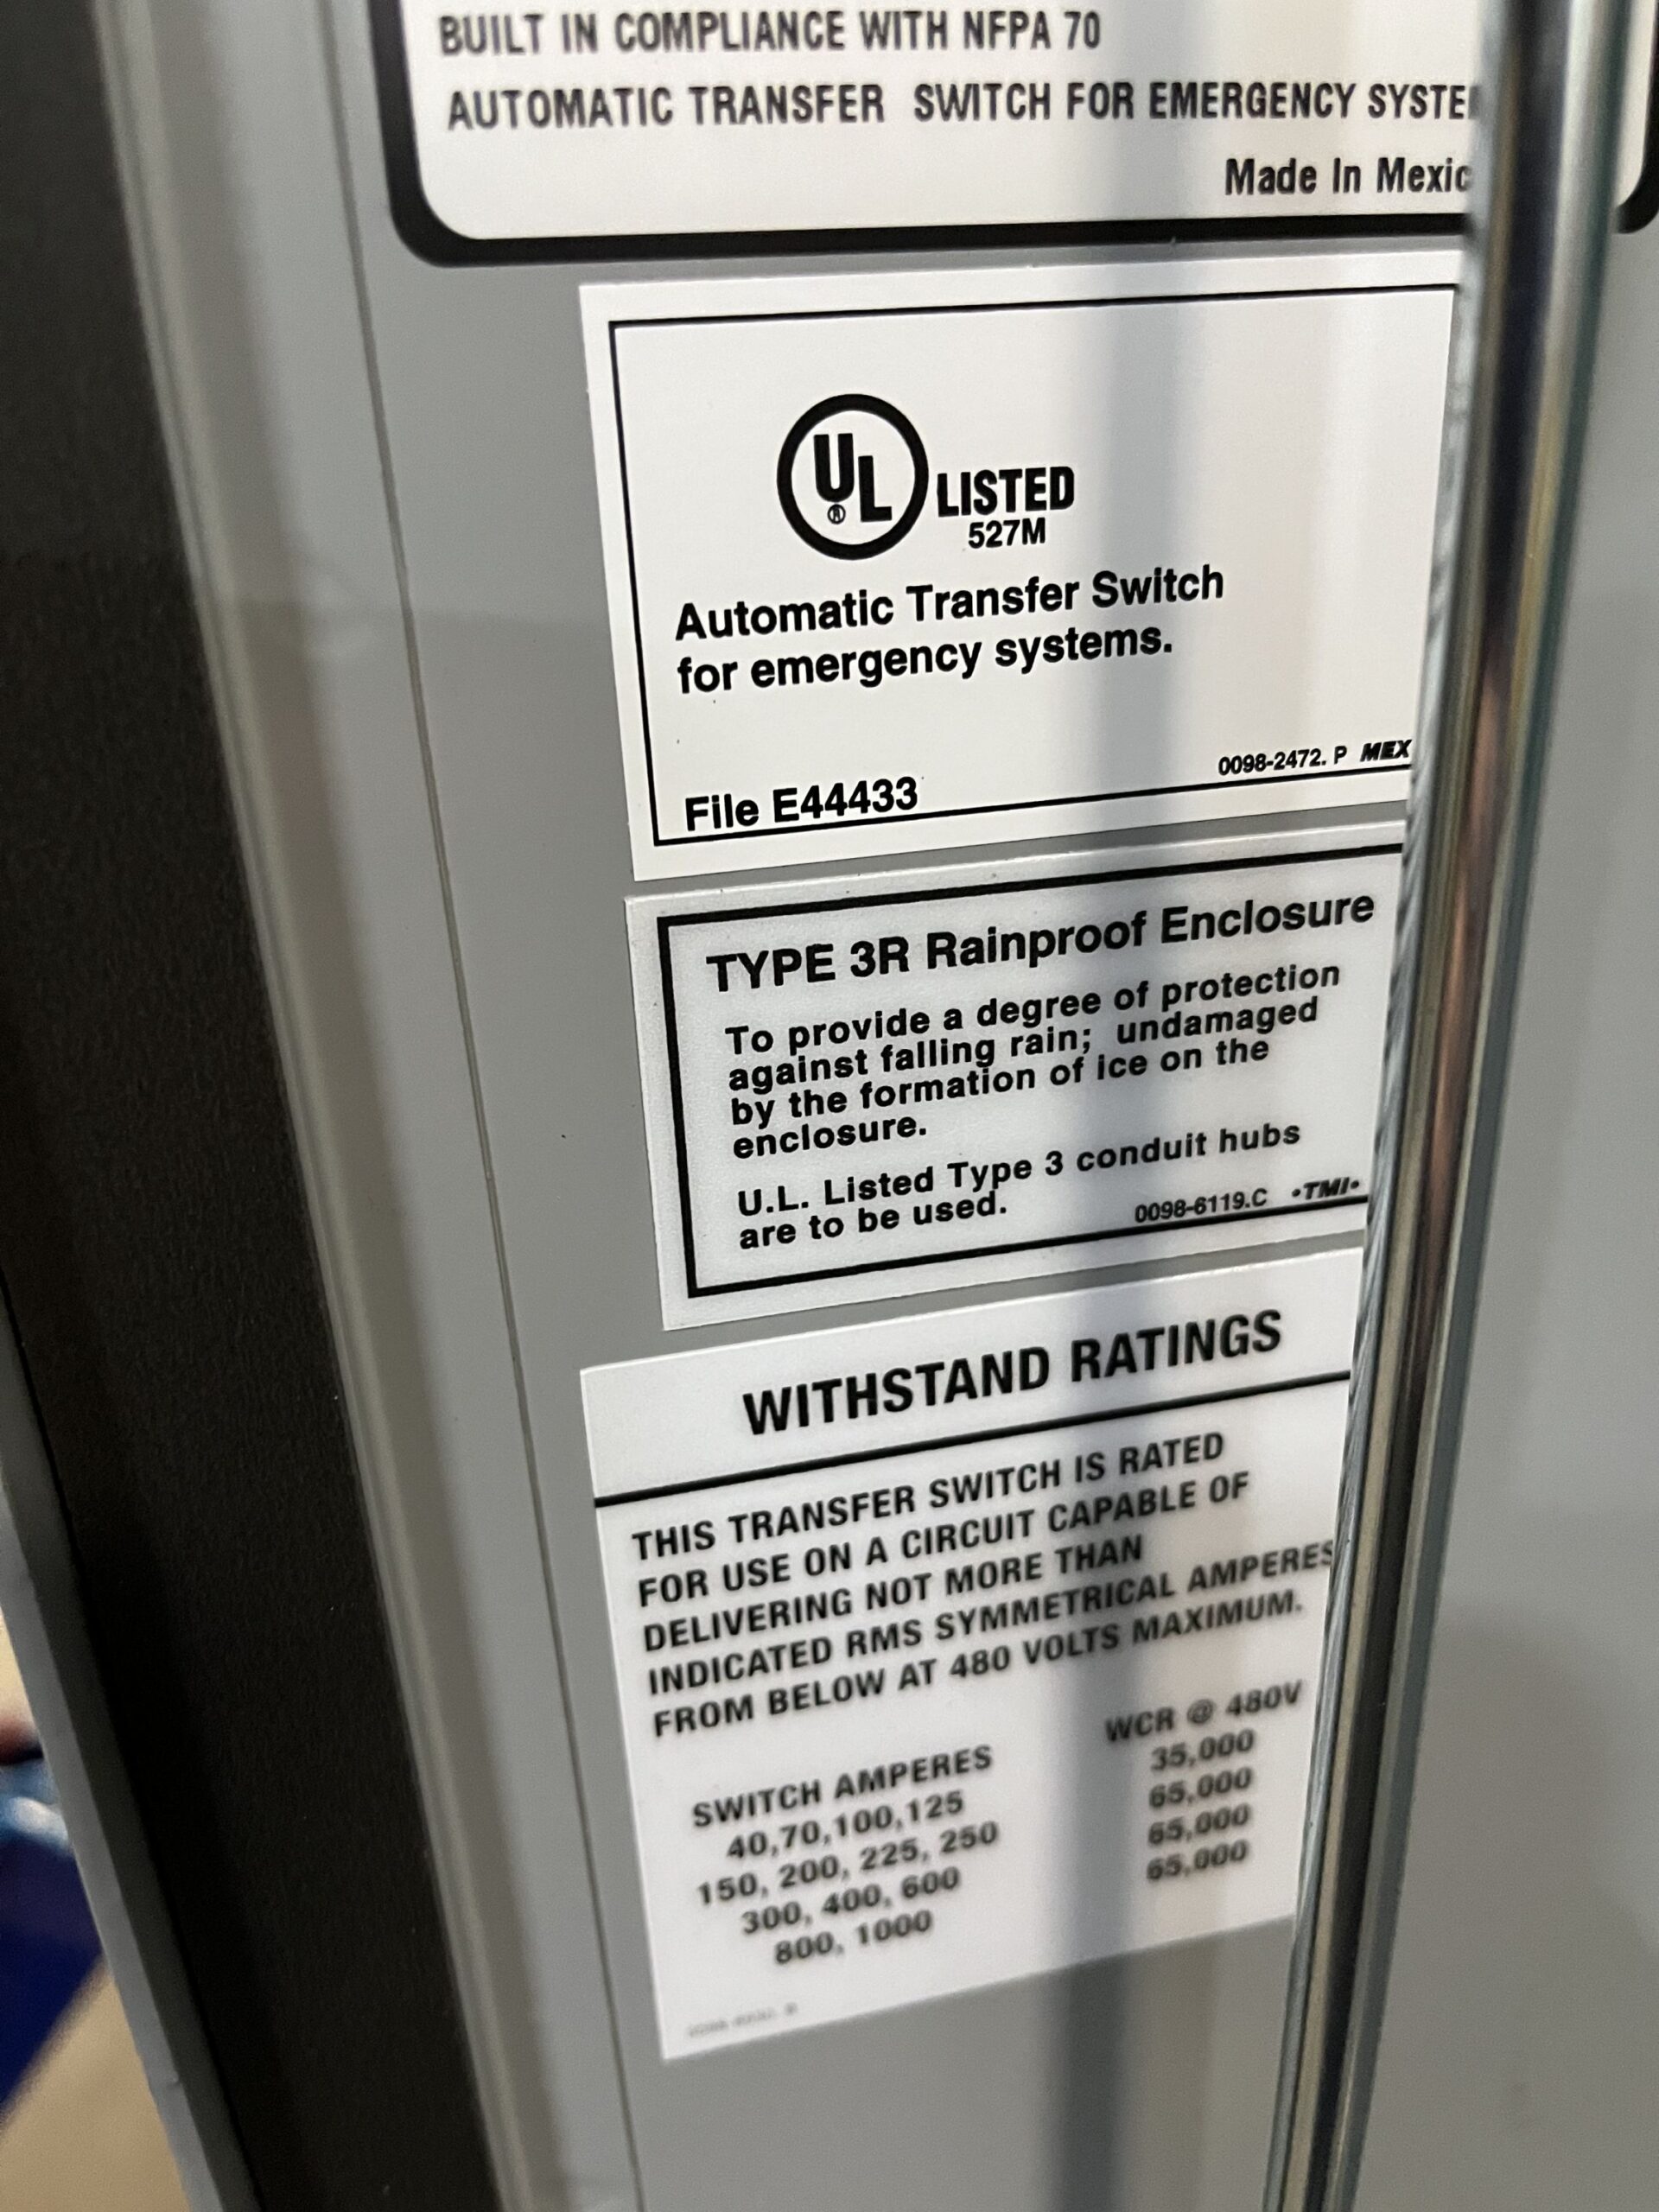 BUILT IN COMPLIANCE WITH NFPA 70
AUTOMATIC TRANSFER SWITCH FOR EMERGENCY SYSTE
Made In Mexic
UL ® LISTED
527M
Automatic Transfer Switch
for emergency systems.
0098-2472. P MEX
File E44433
TYPE 3R Rainproof Enclosure
To provide a degree of protection
against falling rain; undamaged
by the formation of ice on the
enclosure.
U.L. Listed Type 3 conduit hubs
are to be used.
0098-6119.C •TMI•
WITHSTAND RATINGS
THIS TRANSFER SWITCH IS RATED
FOR USE ON A CIRCUIT CAPABLE OF
DELIVERING NOT MORE THAN
INDICATED RMS SYMMETRICAL AMPERES
FROM BELOW AT 480 VOLTS MAXIMUM.
SWITCH AMPERES WCR @ 480V
40,70,100,125 35,000
150, 200, 225, 250 65,000
300, 400, 600 65,000
800, 1000 65,000